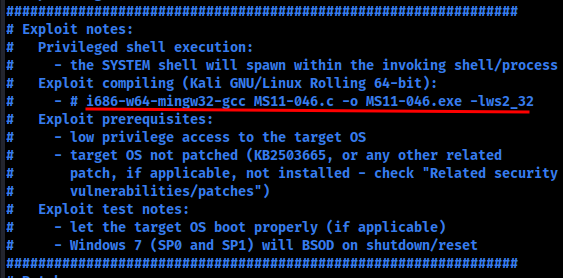 ################################################################
# Exploit notes:
#   Privileged shell execution:
#     - the SYSTEM shell will spawn within the invoking shell/process
#   Exploit compiling (Kali GNU/Linux Rolling 64-bit):
#     - # i686-w64-mingw32-gcc MS11-046.c -o MS11-046.exe -lws2_32
#   Exploit prerequisites:
#     - low privilege access to the target OS
#     - target OS not patched (KB2503665, or any other related
#       patch, if applicable, not installed - check "Related security
#       vulnerabilities/patches")
#   Exploit test notes:
#     - let the target OS boot properly (if applicable)
#     - Windows 7 (SP0 and SP1) will BSOD on shutdown/reset
################################################################